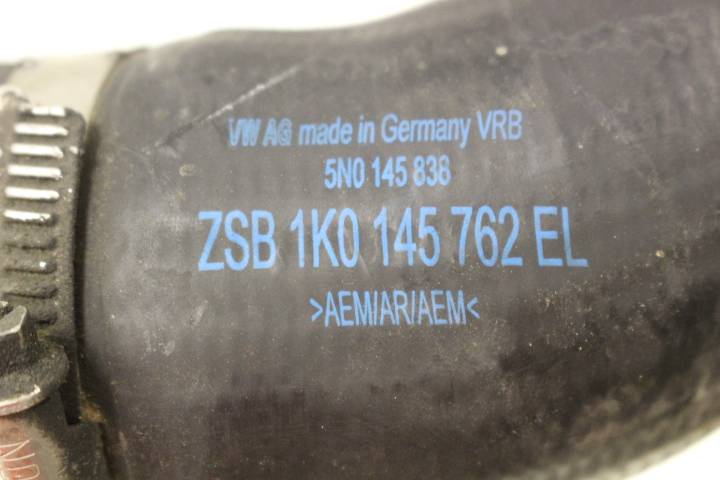 VW AG made in Germany VRB
5N0 145 838
ZSB 1K0 145 762 EL
>AEM/AR/AEM<